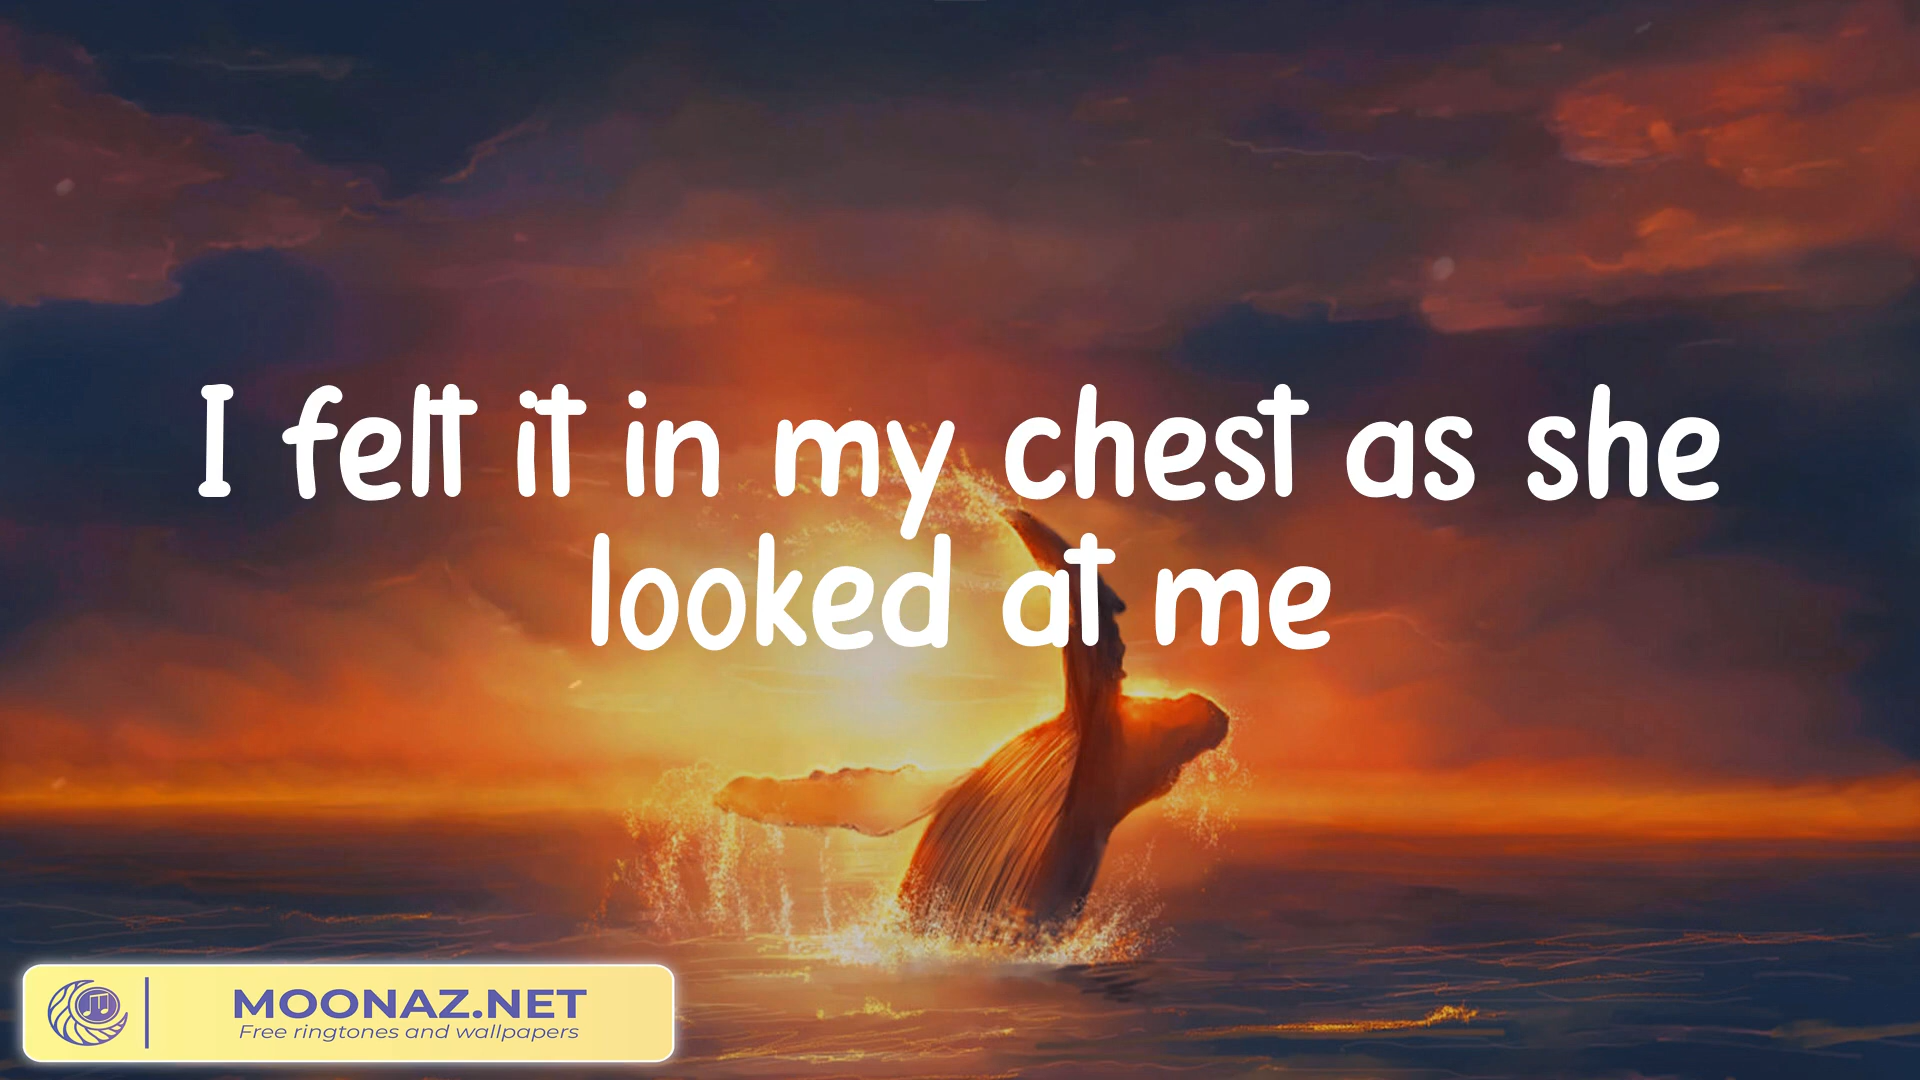 I felt it in my chest as she
looked at me
MOONAZ.NET
Free ringtones and wallpapers